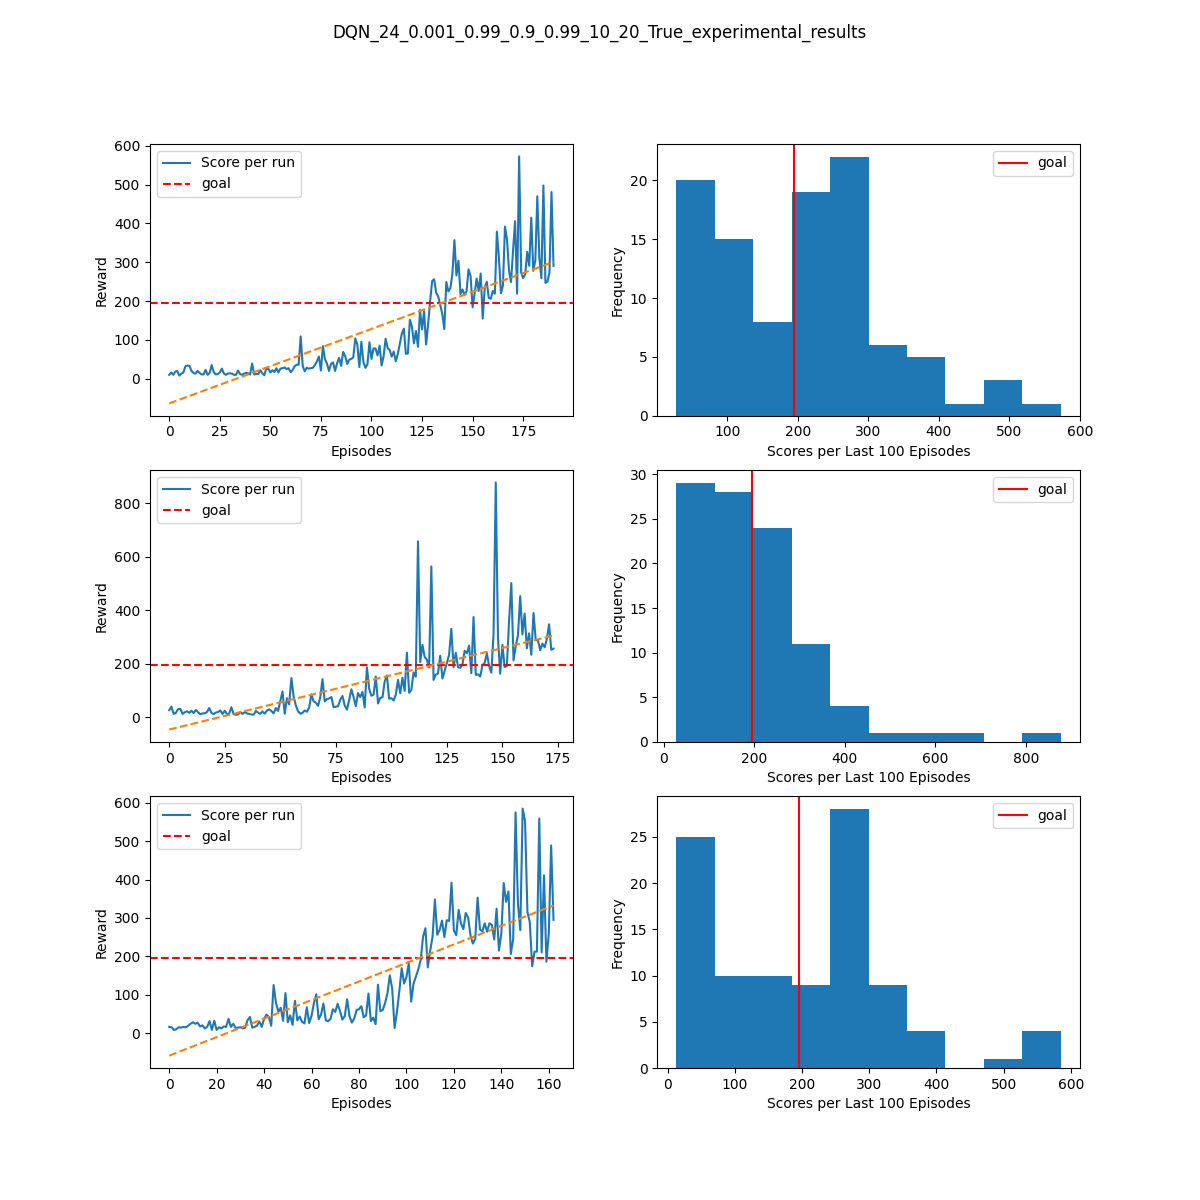 DQN_24_0.001_0.99_0.9_0.99_10_20_True_experimental_results
600
500
400
300
200
100
0
Reward
Score per run
goal
0 25 50 75 100 125 150 175
Episodes
20
15
10
5
0
Frequency
goal
100 200 300 400 500 600
Scores per Last 100 Episodes
800
600
400
200
0
Reward
Score per run
goal
0 25 50 75 100 125 150 175
Episodes
30
25
20
15
10
5
0
Frequency
goal
0 200 400 600 800
Scores per Last 100 Episodes
600
500
400
300
200
100
0
Reward
Score per run
goal
0 20 40 60 80 100 120 140 160
Episodes
25
20
15
10
5
0
Frequency
goal
0 100 200 300 400 500 600
Scores per Last 100 Episodes